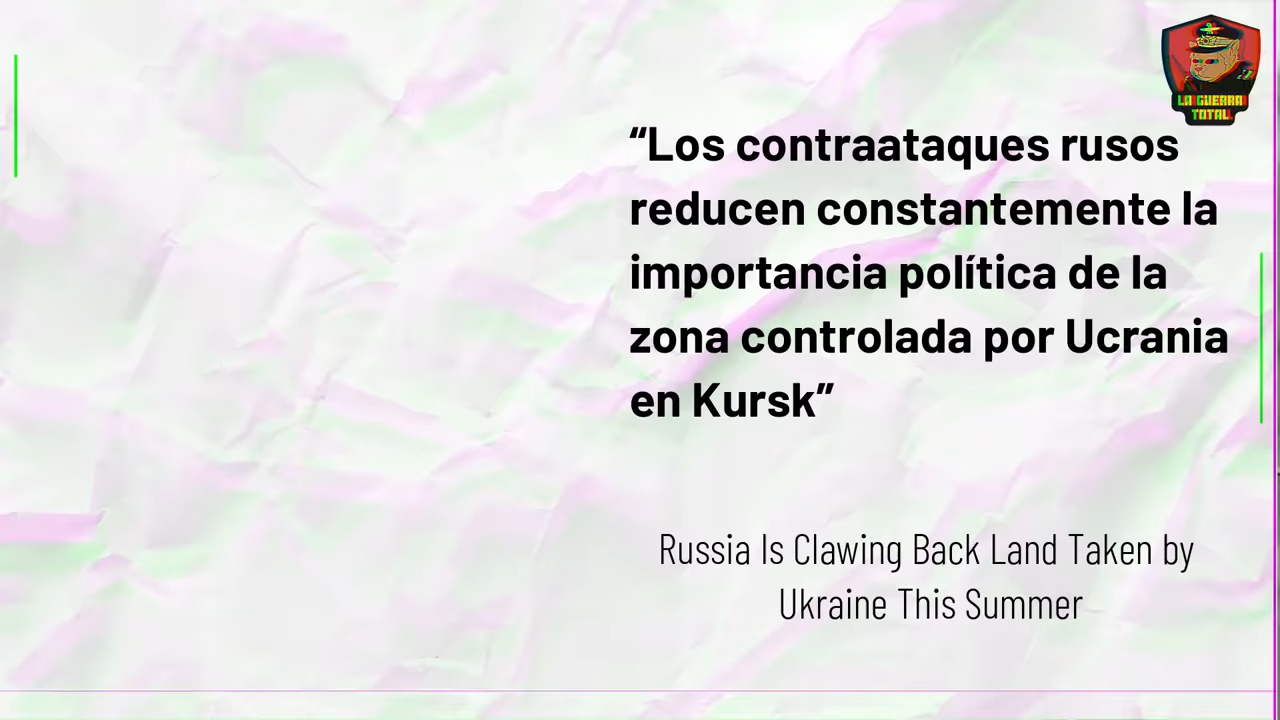 LA GUERRA
TOTAL
“Los contraataques rusos
reducen constantemente la
importancia política de la
zona controlada por Ucrania
en Kursk”
Russia Is Clawing Back Land Taken by
Ukraine This Summer